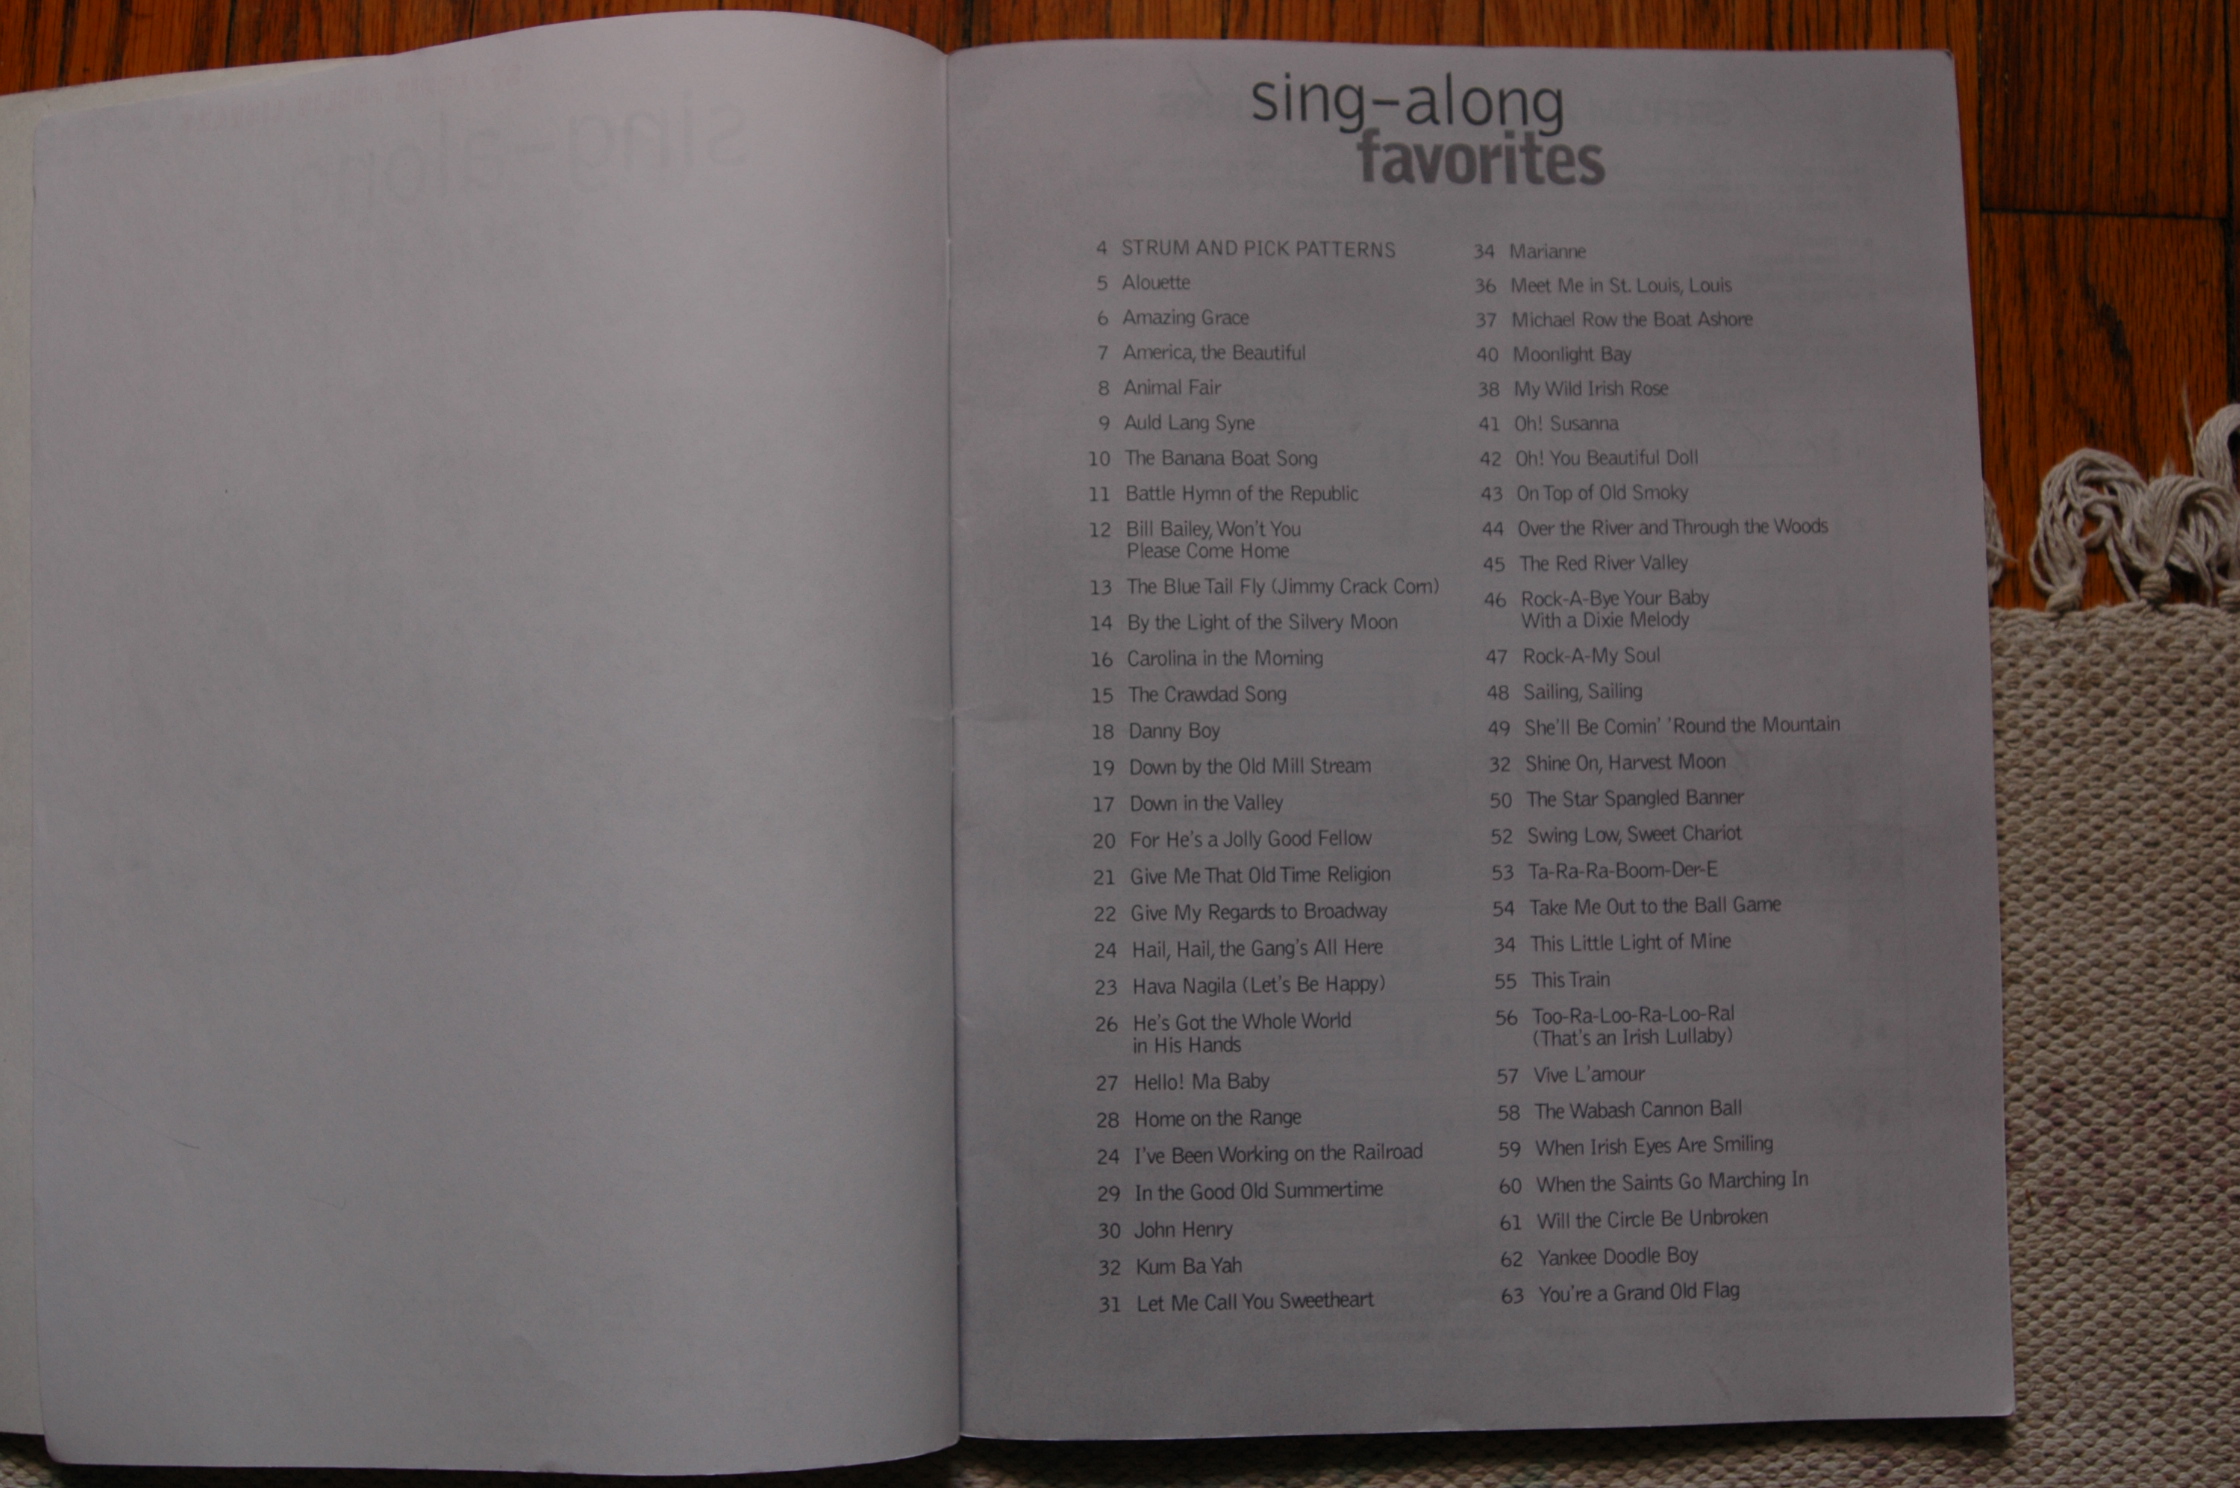 sing-along
favorites
4 STRUM AND PICK PATTERNS
5 Alouette
6 Amazing Grace
7 America, the Beautiful
8 Animal Fair
9 Auld Lang Syne
10 The Banana Boat Song
11 Battle Hymn of the Republic
12 Bill Bailey, Won't You
Please Come Home
13 The Blue Tail Fly (Jimmy Crack Corn)
14 By the Light of the Silvery Moon
16 Carolina in the Morning
15 The Crawdad Song
18 Danny Boy
19 Down by the Old Mill Stream
17 Down in the Valley
20 For He's a Jolly Good Fellow
21 Give Me That Old Time Religion
22 Give My Regards to Broadway
24 Hail, Hail, the Gang's All Here
23 Hava Nagila (Let's Be Happy)
26 He's Got the Whole World
in His Hands
27 Hello! Ma Baby
28 Home on the Range
24 I've Been Working on the Railroad
29 In the Good Old Summertime
30 John Henry
32 Kum Ba Yah
31 Let Me Call You Sweetheart
34 Marianne
36 Meet Me in St. Louis, Louis
37 Michael Row the Boat Ashore
40 Moonlight Bay
38 My Wild Irish Rose
41 Oh! Susanna
42 Oh! You Beautiful Doll
43 On Top of Old Smoky
44 Over the River and Through the Woods
45 The Red River Valley
46 Rock-A-Bye Your Baby
With a Dixie Melody
47 Rock-A-My Soul
48 Sailing, Sailing
49 She'll Be Comin' 'Round the Mountain
32 Shine On, Harvest Moon
50 The Star Spangled Banner
52 Swing Low, Sweet Chariot
53 Ta-Ra-Ra-Boom-Der-E
54 Take Me Out to the Ball Game
34 This Little Light of Mine
55 This Train
56 Too-Ra-Loo-Ra-Loo-Ral
(That's an Irish Lullaby)
57 Vive L'amour
58 The Wabash Cannon Ball
59 When Irish Eyes Are Smiling
60 When the Saints Go Marching In
61 Will the Circle Be Unbroken
62 Yankee Doodle Boy
63 You're a Grand Old Flag